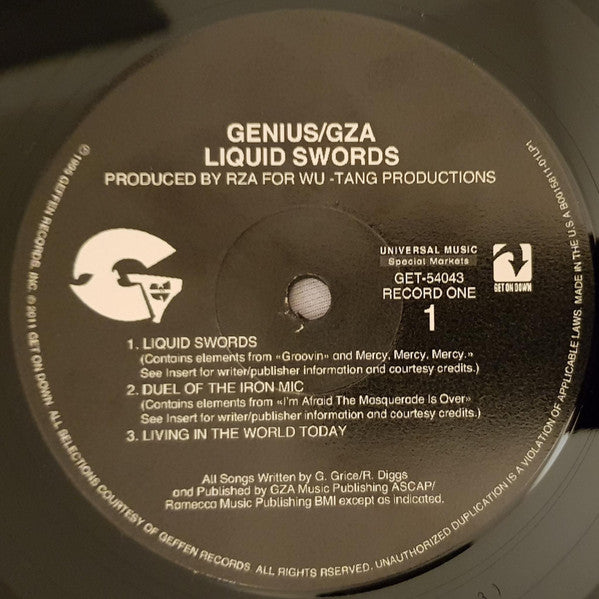 GENIUS/GZA
LIQUID SWORDS
PRODUCED BY RZA FOR WU -TANG PRODUCTIONS
UNIVERSAL MUSIC
Special Markets
GET-54043
RECORD ONE
1
GET ON DOWN
1. LIQUID SWORDS
(Contains elements from «Groovin» and Mercy, Mercy, Mercy.»
See Insert for writer/publisher information and courtesy credits.)
2. DUEL OF THE IRON MIC
(Contains elements from «I'm Afraid The Masquerade Is Over»
See Insert for writer/publisher information and courtesy credits.)
3. LIVING IN THE WORLD TODAY
All Songs Written by G. Grice/R. Diggs
and Published by GZA Music Publishing ASCAP/
Ramecca Music Publishing BMI except as indicated.
℗ 1995 GEFFEN RECORDS, INC. © 2011 GET ON DOWN. ALL SELECTIONS COURTESY OF GEFFEN RECORDS. ALL RIGHTS RSERVED. UNAUTHORIZED DUPLICATION IS A VIOLATION OF APPLICABLE LAWS. MADE IN THE U.S.A B0015811-01LP1